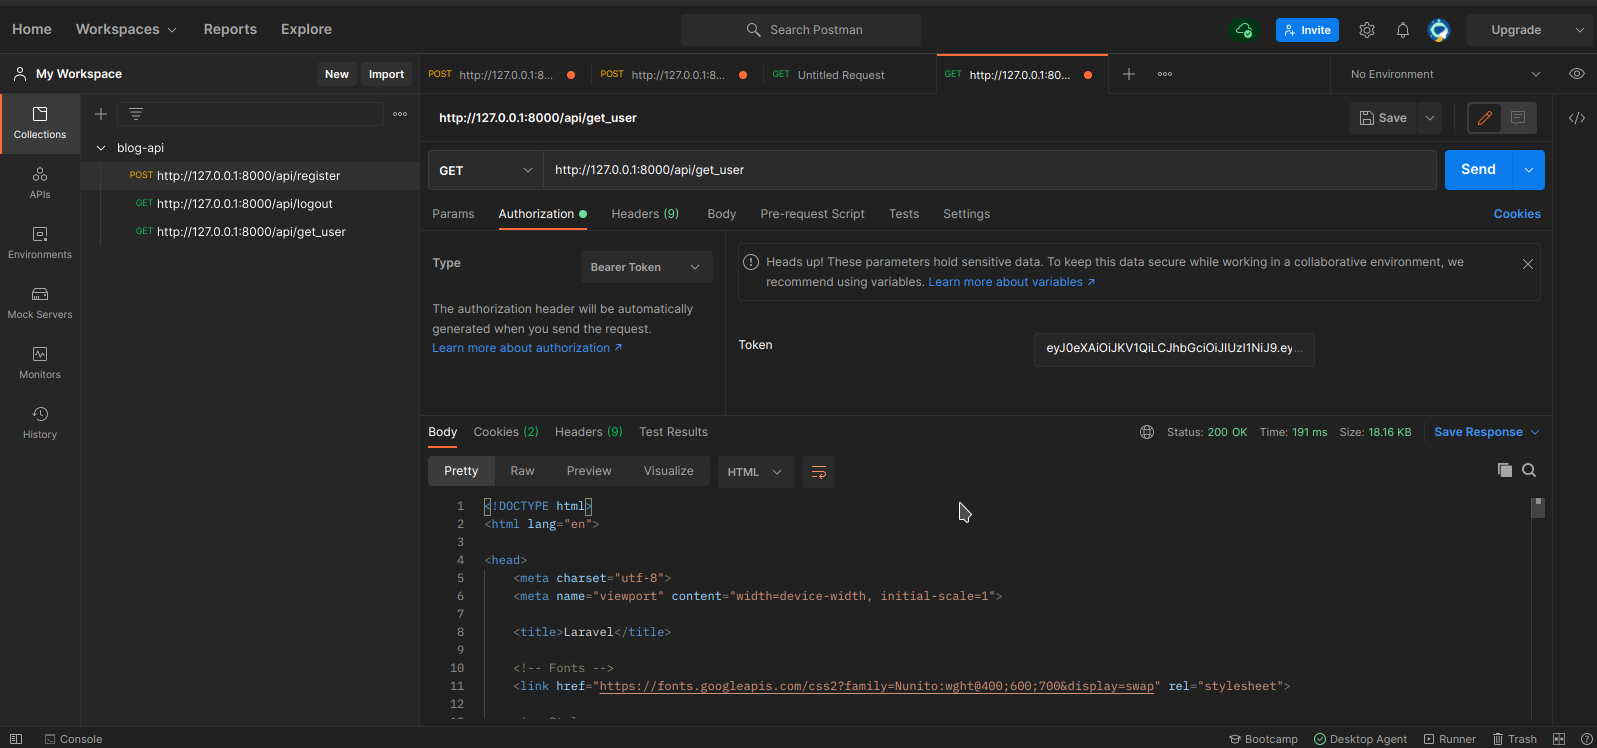 Home Workspaces Reports Explore Search Postman Invite Upgrade
My Workspace New Import
POST http://127.0.0.1:8... POST http://127.0.0.1:8... GET Untitled Request GET http://127.0.0.1:80... No Environment
Collections
APIs
Environments
Mock Servers
Monitors
History
blog-api
POST http://127.0.0.1:8000/api/register
GET http://127.0.0.1:8000/api/logout
GET http://127.0.0.1:8000/api/get_user
http://127.0.0.1:8000/api/get_user Save
GET http://127.0.0.1:8000/api/get_user Send
Params Authorization Headers (9) Body Pre-request Script Tests Settings Cookies
Type Bearer Token
The authorization header will be automatically
generated when you send the request.
Learn more about authorization ↗
Heads up! These parameters hold sensitive data. To keep this data secure while working in a collaborative environment, we
recommend using variables. Learn more about variables ↗
Token eyJ0eXAiOiJKV1QiLCJhbGciOiJIUzI1NiJ9.ey...
Body Cookies (2) Headers (9) Test Results Status: 200 OK Time: 191 ms Size: 18.16 KB Save Response
Pretty Raw Preview Visualize HTML
1 <!DOCTYPE html>
2 <html lang="en">
3
4 <head>
5 <meta charset="utf-8">
6 <meta name="viewport" content="width=device-width, initial-scale=1">
7
8 <title>Laravel</title>
9
10 <!-- Fonts -->
11 <link href="https://fonts.googleapis.com/css2?family=Nunito:wght@400;600;700&display=swap" rel="stylesheet">
12
Console Bootcamp Desktop Agent Runner Trash